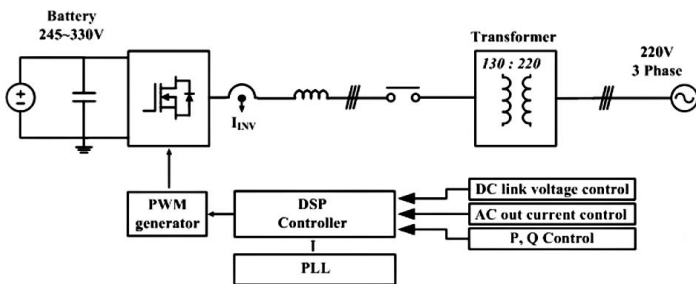 Battery
245~330V
Transformer
130 : 220
220V
3 Phase
I_INV
PWM
generator
DSP
Controller
DC link voltage control
AC out current control
P, Q Control
PLL